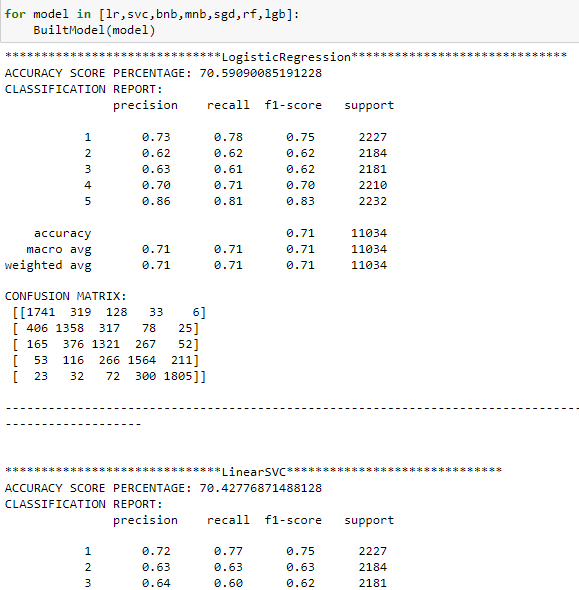 for model in [lr,svc,bnb,mnb,sgd,rf,lgb]:
    BuiltModel(model)
******************************LogisticRegression******************************
ACCURACY SCORE PERCENTAGE: 70.59090085191228
CLASSIFICATION REPORT:
               precision    recall  f1-score   support

           1       0.73      0.78      0.75      2227
           2       0.62      0.62      0.62      2184
           3       0.63      0.61      0.62      2181
           4       0.70      0.71      0.70      2210
           5       0.86      0.81      0.83      2232

    accuracy                           0.71     11034
   macro avg       0.71      0.71      0.71     11034
weighted avg       0.71      0.71      0.71     11034

CONFUSION MATRIX:
 [[1741  319  128   33    6]
 [ 406 1358  317   78   25]
 [ 165  376 1321  267   52]
 [  53  116  266 1564  211]
 [  23   32   72  300 1805]]

--------------------------------------------------------------------------------
-------------------

******************************LinearSVC******************************
ACCURACY SCORE PERCENTAGE: 70.42776871488128
CLASSIFICATION REPORT:
               precision    recall  f1-score   support

           1       0.72      0.77      0.75      2227
           2       0.63      0.63      0.63      2184
           3       0.64      0.60      0.62      2181